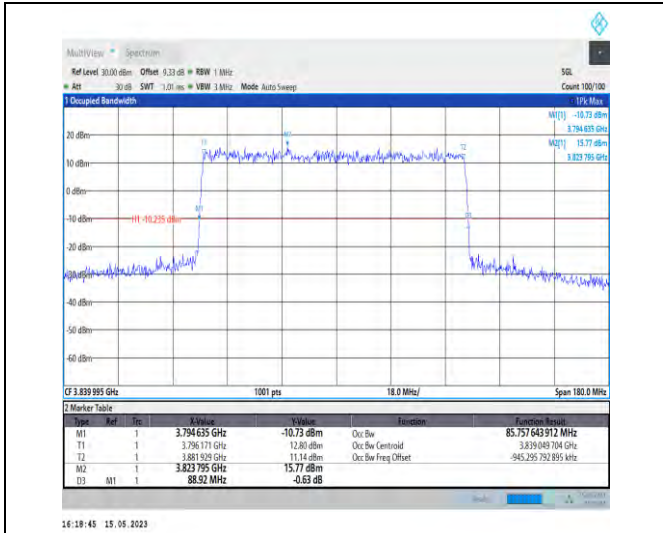 MultiView Spectrum
Ref Level 30.00 dBm Offset 9.33 dB RBW 1 MHz SGL
Att 30 dB SWT 1.01 ms VBW 3 MHz Mode Auto Sweep Count 100/100
1 Occupied Bandwidth 1Pk Max
M1[1] -10.73 dBm
3.794 635 GHz
M2[1] 15.77 dBm
3.823 795 GHz
20 dBm
10 dBm
0 dBm
-10 dBm
H1 -10.235 dBm
-20 dBm
-30 dBm
-40 dBm
-50 dBm
-60 dBm
T1
M2
T2
M1
D3
CF 3.839 995 GHz 1001 pts 18.0 MHz/ Span 180.0 MHz
2 Marker Table
Type Ref Trc X-Value Y-Value Function Function Result
M1 1 3.794 635 GHz -10.73 dBm Occ Bw 85.757 643 912 MHz
T1 1 3.796 171 GHz 12.80 dBm Occ Bw Centroid 3.839 049 704 GHz
T2 1 3.881 929 GHz 11.14 dBm Occ Bw Freq Offset -945.295 792 895 kHz
M2 1 3.823 795 GHz 15.77 dBm
D3 M1 1 88.92 MHz -0.63 dB
16:18:45 15.05.2023